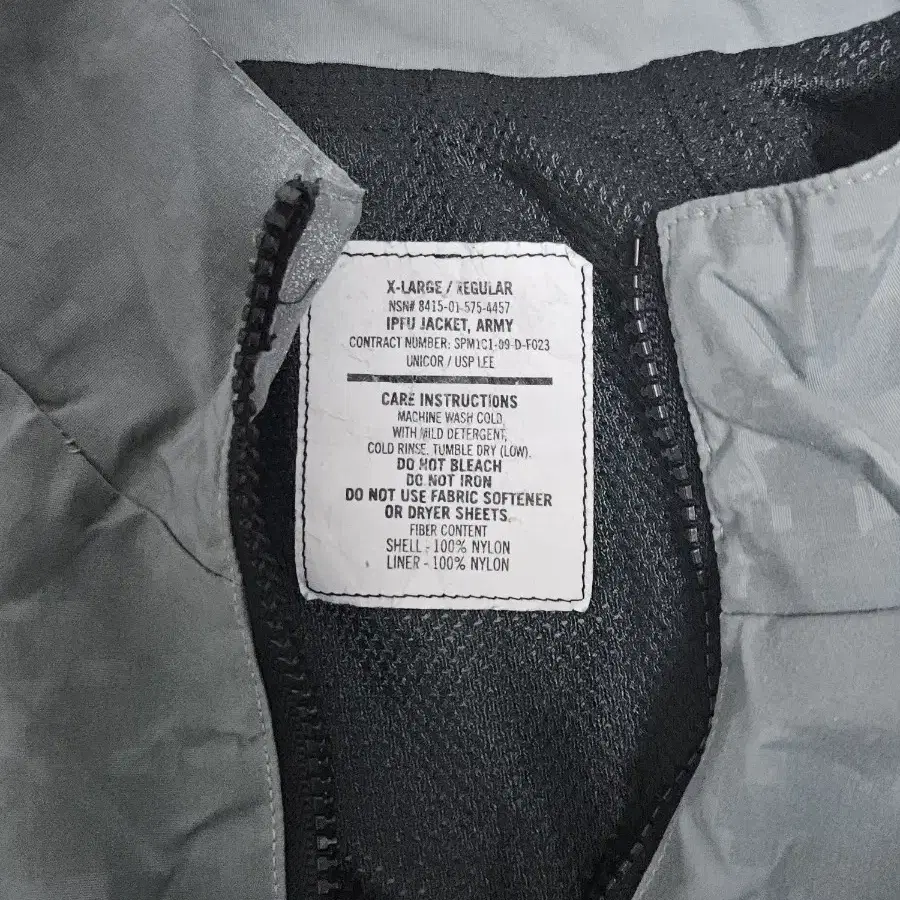 X-LARGE / REGULAR
NSN# 8415-01-575-4457
IPFU JACKET, ARMY
CONTRACT NUMBER: SPM1C1-09-D-F023
UNICOR / USP LEE
CARE INSTRUCTIONS
MACHINE WASH COLD
WITH MILD DETERGENT,
COLD RINSE. TUMBLE DRY (LOW).
DO NOT BLEACH
DO NOT IRON
DO NOT USE FABRIC SOFTENER
OR DRYER SHEETS
FIBER CONTENT
SHELL - 100% NYLON
LINER - 100% NYLON